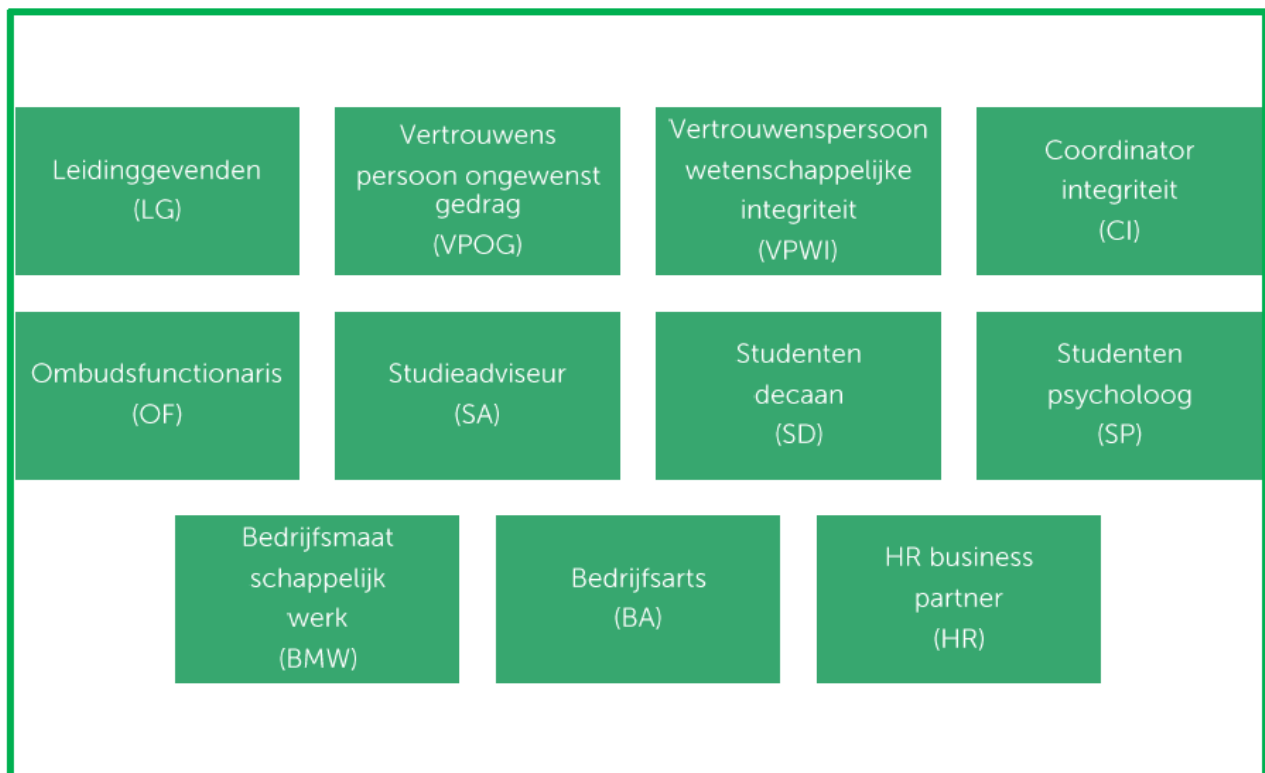 Leidinggevenden
(LG)
Vertrouwens
persoon ongewenst
gedrag
(VPOG)
Vertrouwenspersoon
wetenschappelijke
integriteit
(VPWI)
Coordinator
integriteit
(CI)
Ombudsfunctionaris
(OF)
Studieadviseur
(SA)
Studenten
decaan
(SD)
Studenten
psycholoog
(SP)
Bedrijfsmaat
schappelijk
werk
(BMW)
Bedrijfsarts
(BA)
HR business
partner
(HR)